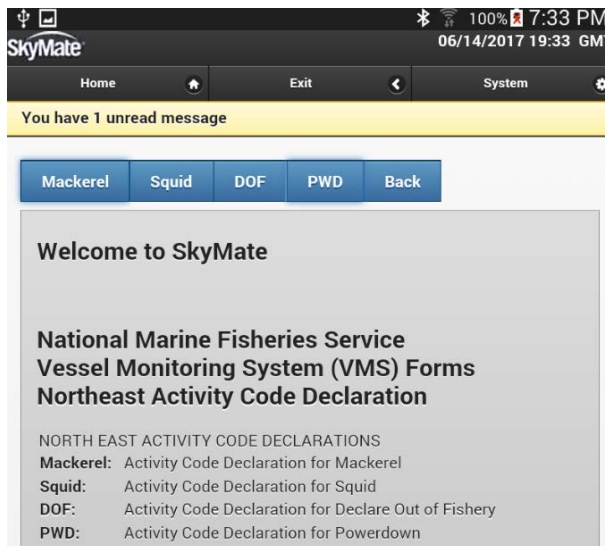 100% 7:33 PM
SkyMate
06/14/2017 19:33 GMT
Home Exit System
You have 1 unread message
Mackerel Squid DOF PWD Back
Welcome to SkyMate
National Marine Fisheries Service
Vessel Monitoring System (VMS) Forms
Northeast Activity Code Declaration
NORTH EAST ACTIVITY CODE DECLARATIONS
Mackerel: Activity Code Declaration for Mackerel
Squid: Activity Code Declaration for Squid
DOF: Activity Code Declaration for Declare Out of Fishery
PWD: Activity Code Declaration for Powerdown